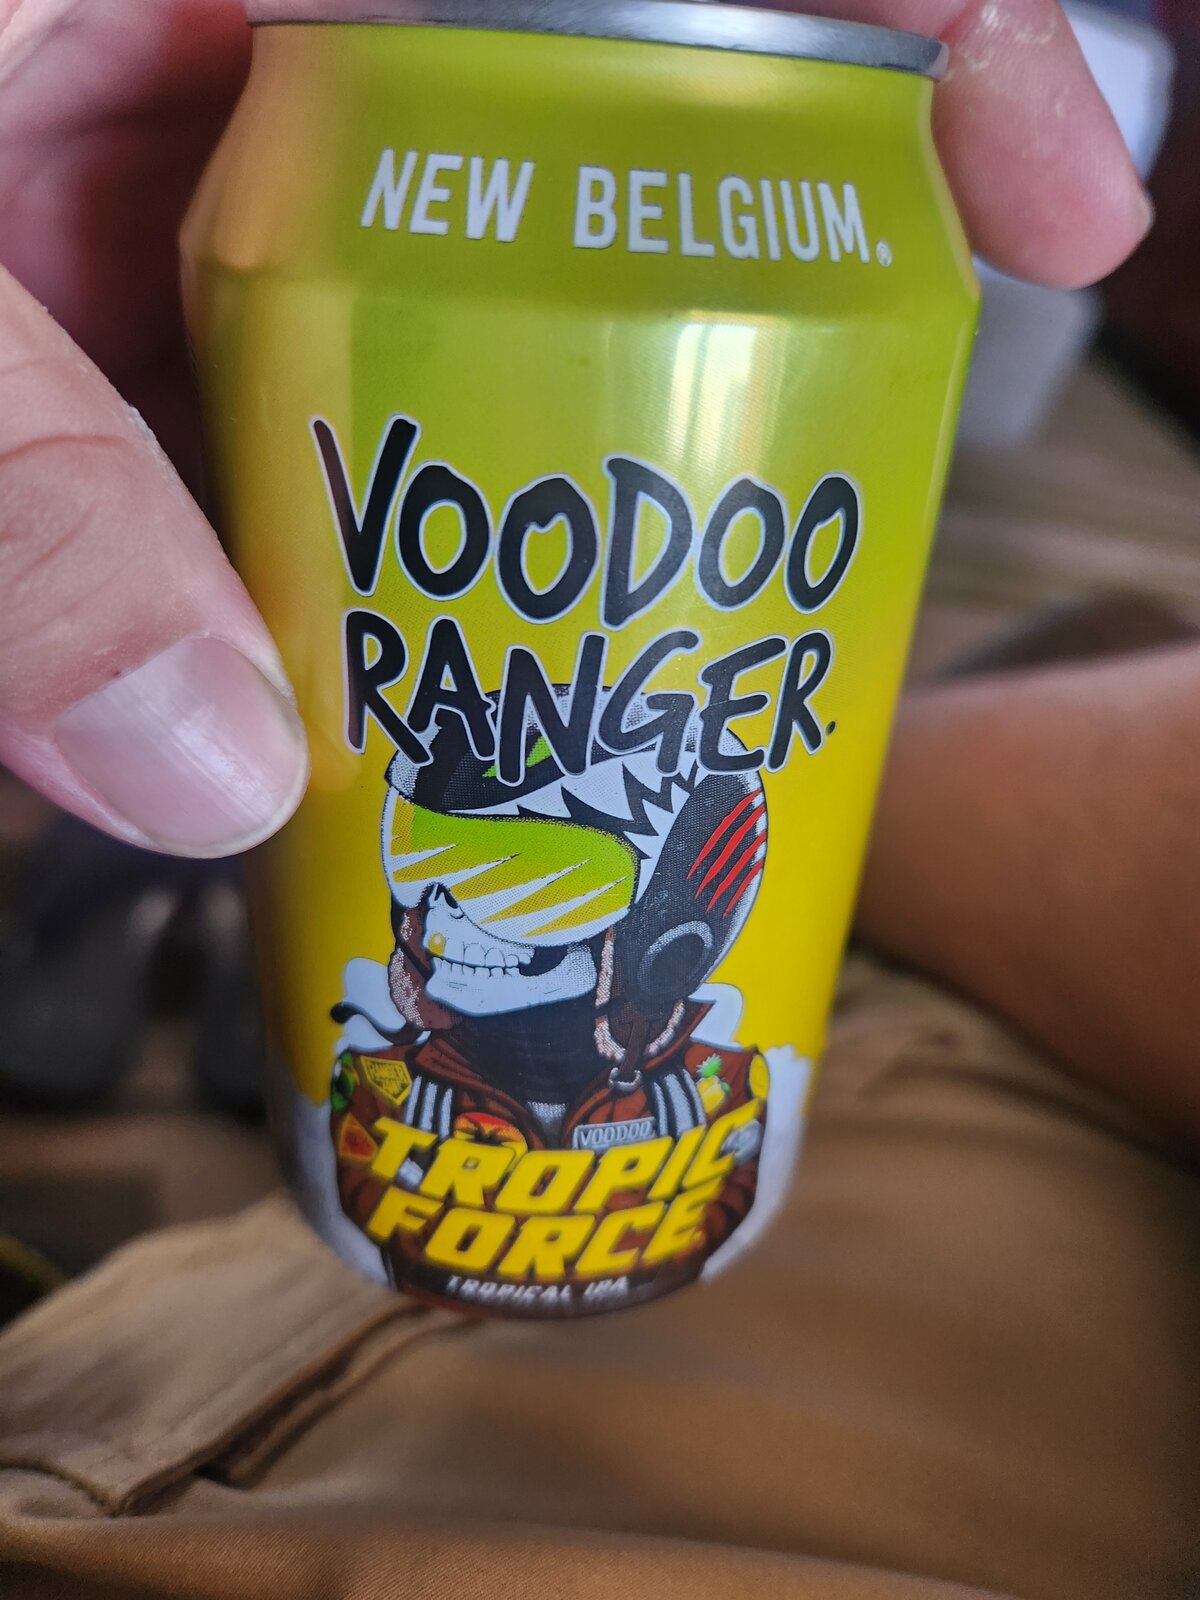 NEW BELGIUM.®
VOODOO
RANGER.
VOODOO
TROPIC
FORCE.
TROPICAL IPA